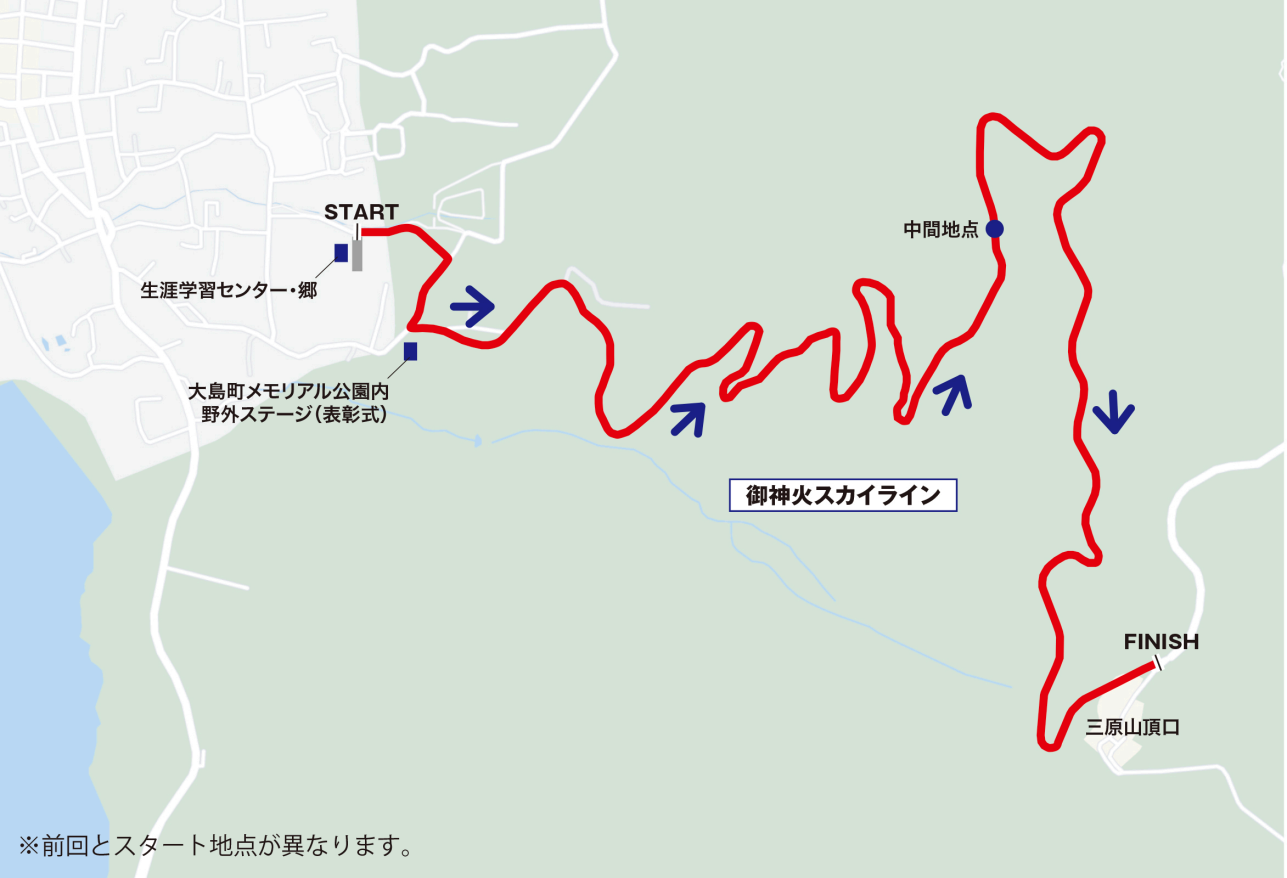 START
生涯学習センター・郷
大島町メモリアル公園内
野外ステージ（表彰式）
中間地点
御神火スカイライン
FINISH
三原山頂口
※前回とスタート地点が異なります。